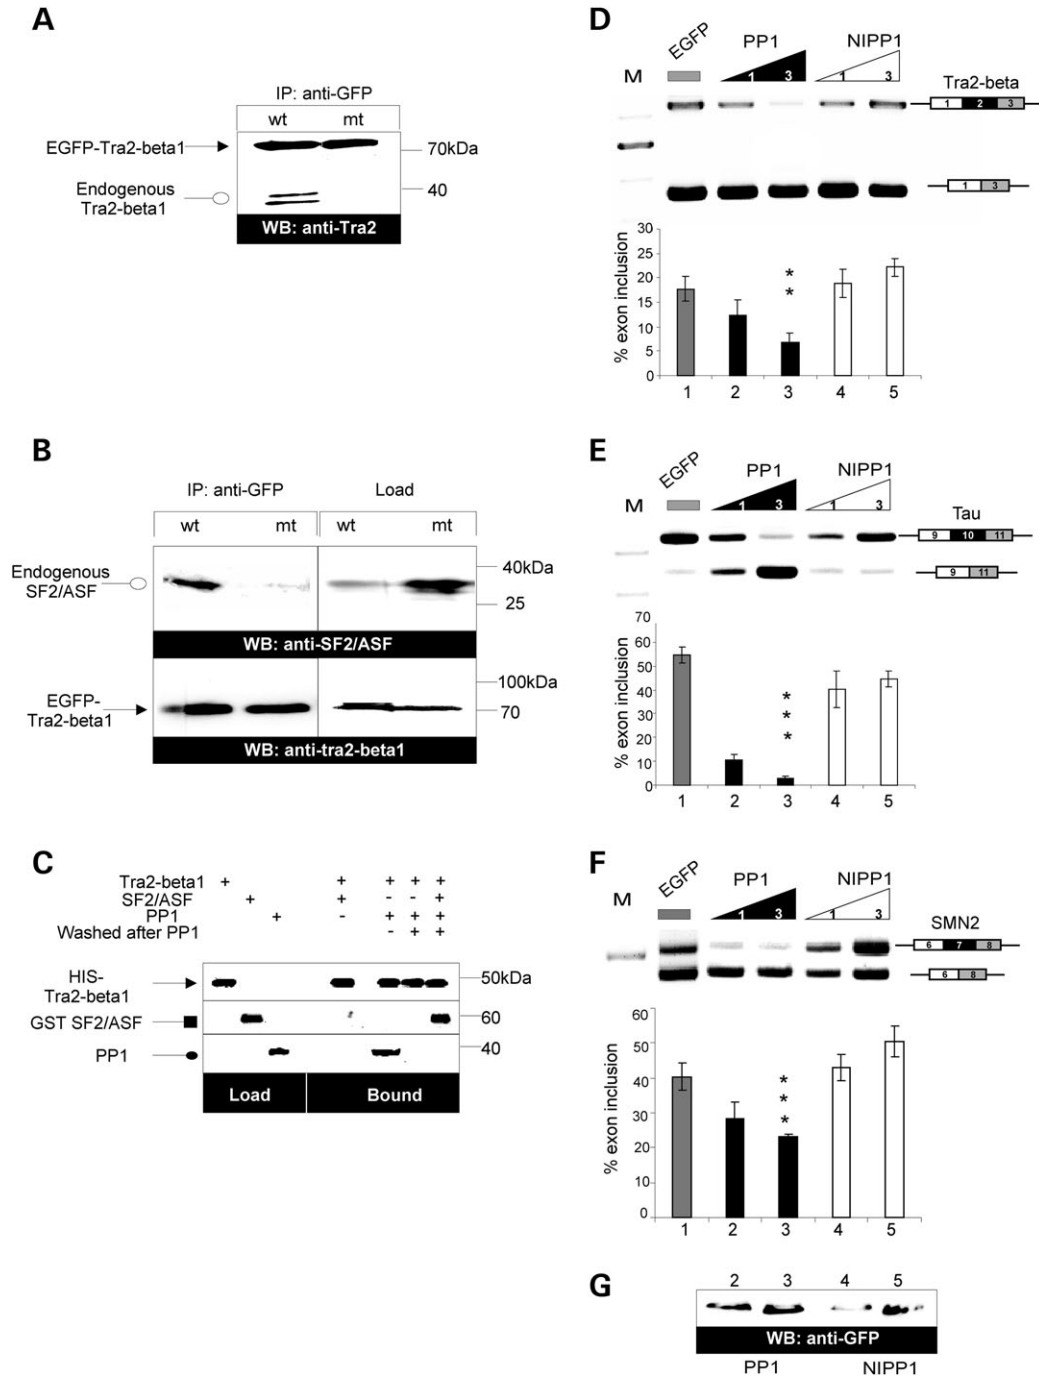 A
IP: anti-GFP
wt mt
EGFP-Tra2-beta1
70kDa
Endogenous
Tra2-beta1
40
WB: anti-Tra2
B
IP: anti-GFP Load
wt mt wt mt
Endogenous
SF2/ASF
40kDa
25
WB: anti-SF2/ASF
EGFP-
Tra2-beta1
100kDa
70
WB: anti-tra2-beta1
C
Tra2-beta1 + + + + +
SF2/ASF + + - - +
PP1 + - + + +
Washed after PP1 - + +
HIS-
Tra2-beta1
50kDa
GST SF2/ASF
60
PP1
40
Load Bound
D
M EGFP PP1 NIPP1
1 3 1 3
Tra2-beta
1 2 3
1 3
% exon inclusion
30
25
20
15
10
5
0
* *
1 2 3 4 5
E
M EGFP PP1 NIPP1
1 3 1 3
Tau
9 10 11
9 11
% exon inclusion
70
60
50
40
30
20
10
0
* * *
1 2 3 4 5
F
M EGFP PP1 NIPP1
1 3 1 3
SMN2
6 7 8
6 8
% exon inclusion
60
50
40
30
20
10
0
* * *
1 2 3 4 5
G
2 3 4 5
WB: anti-GFP
PP1 NIPP1